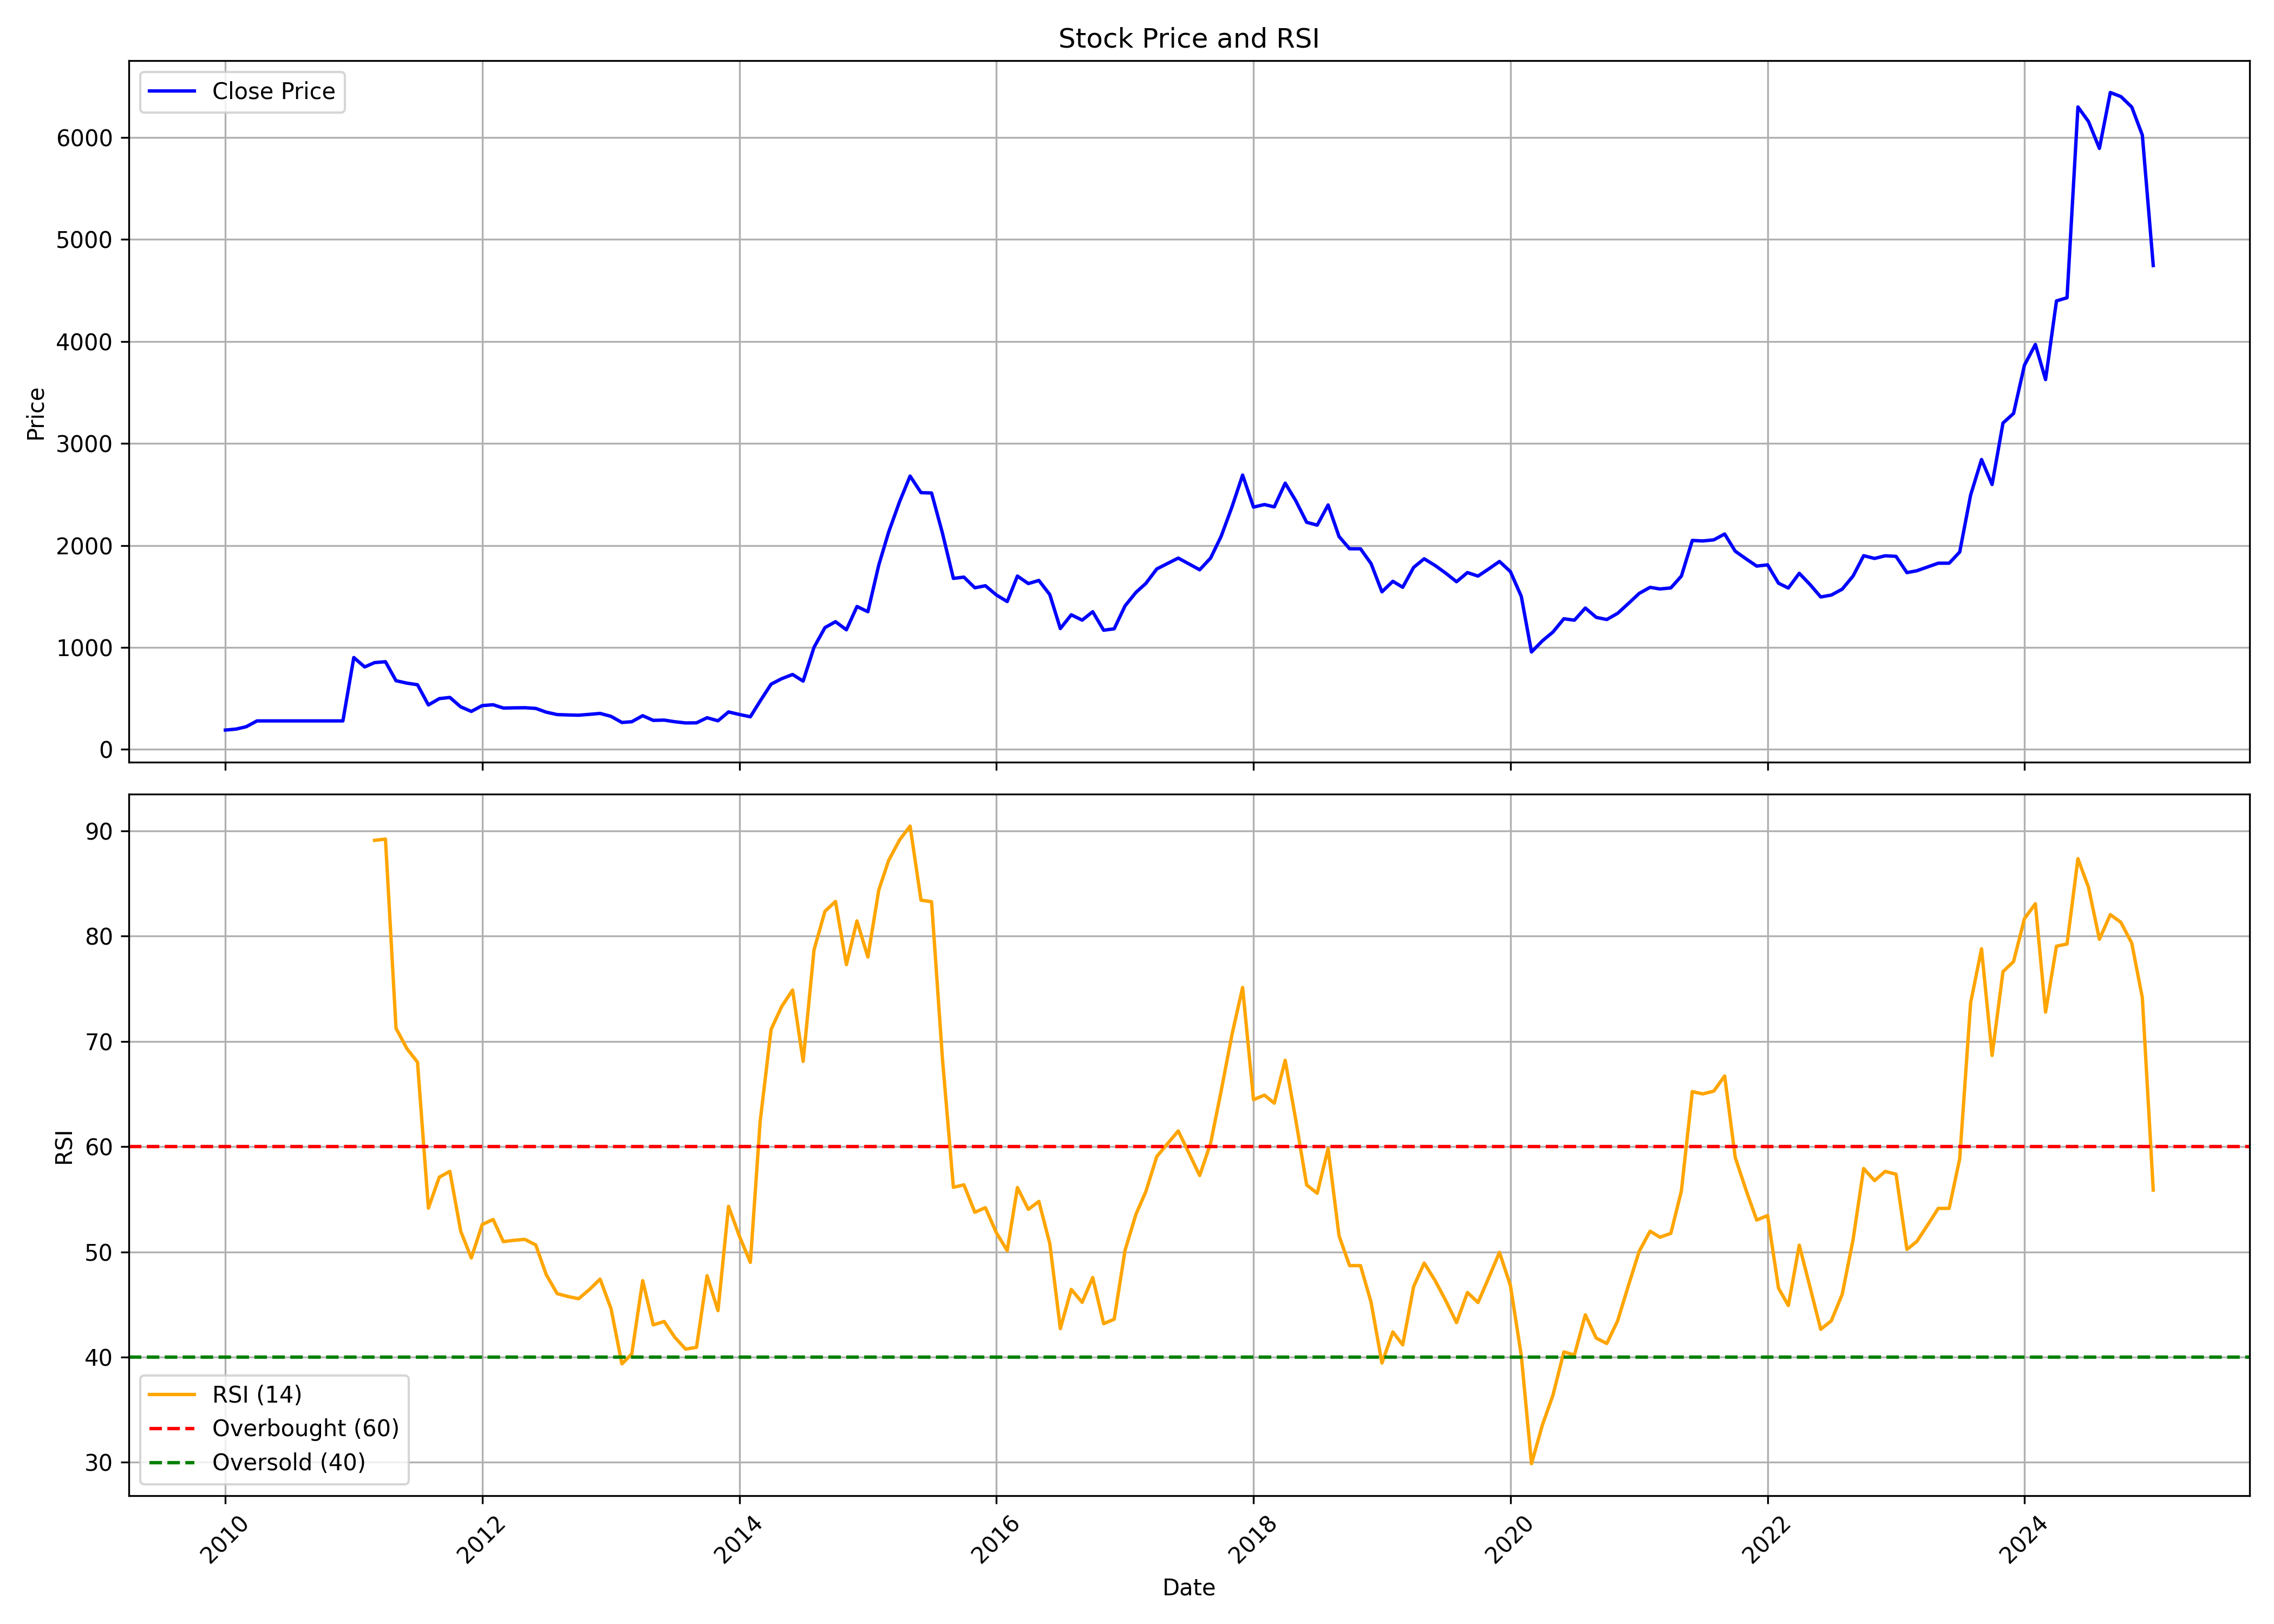 Stock Price and RSI
Close Price
6000
5000
4000
3000
2000
1000
0
Price
90
80
70
60
50
40
30
RSI
RSI (14)
Overbought (60)
Oversold (40)
2010
2012
2014
2016
2018
2020
2022
2024
Date